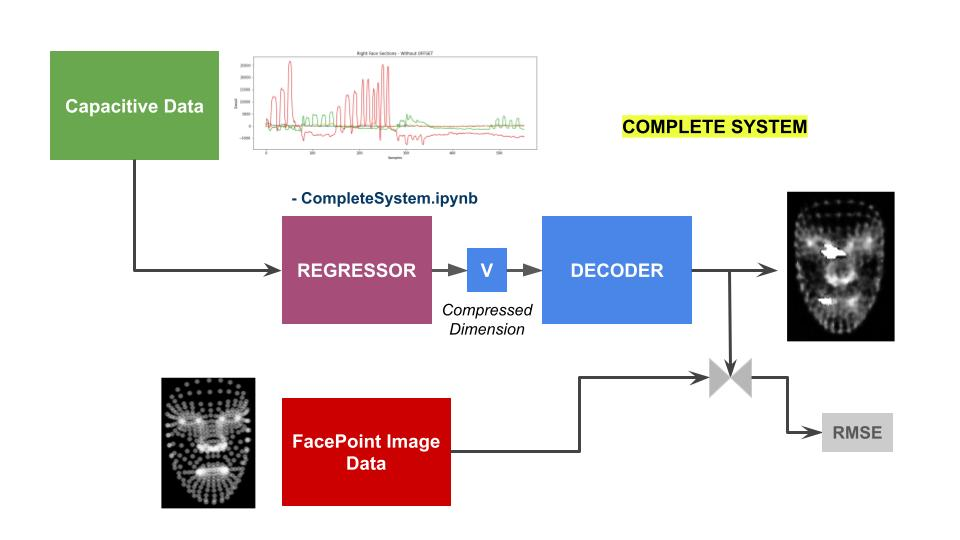 Right Face Sections - Without OFFSET
Capacitive Data
COMPLETE SYSTEM
- CompleteSystem.ipynb
REGRESSOR
V
DECODER
Compressed
Dimension
FacePoint Image
Data
RMSE